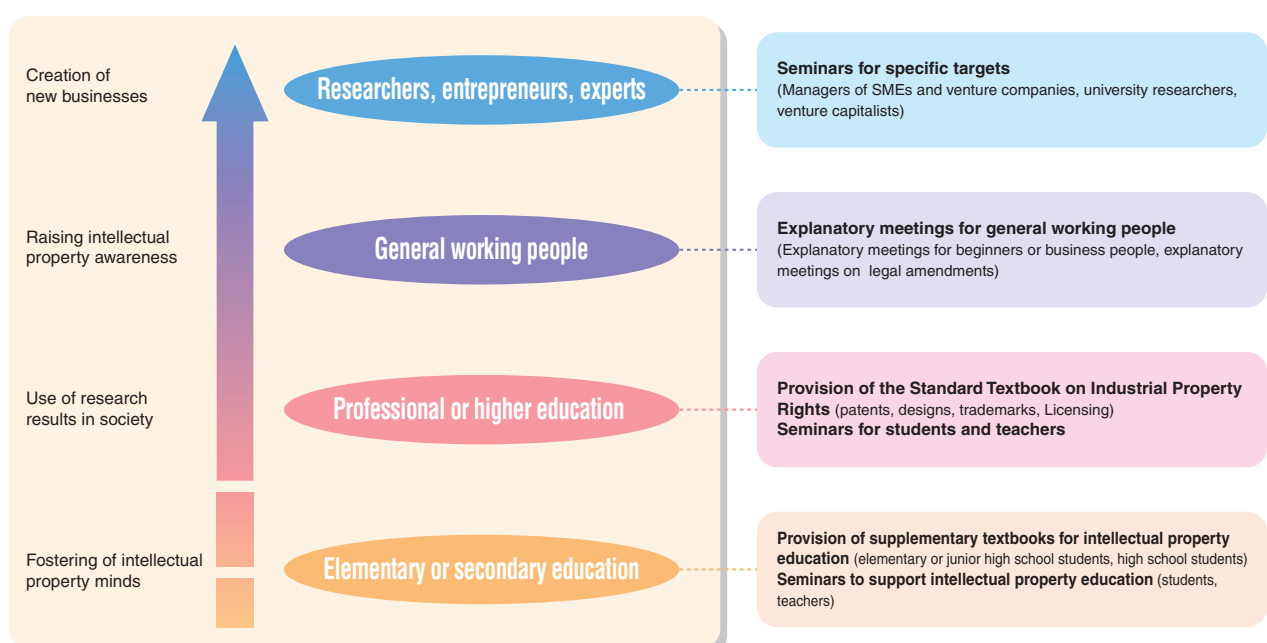 Creation of
new businesses
Researchers, entrepreneurs, experts
Seminars for specific targets
(Managers of SMEs and venture companies, university researchers,
venture capitalists)
Raising intellectual
property awareness
General working people
Explanatory meetings for general working people
(Explanatory meetings for beginners or business people, explanatory
meetings on legal amendments)
Use of research
results in society
Professional or higher education
Provision of the Standard Textbook on Industrial Property
Rights (patents, designs, trademarks, Licensing)
Seminars for students and teachers
Fostering of intellectual
property minds
Elementary or secondary education
Provision of supplementary textbooks for intellectual property
education (elementary or junior high school students, high school students)
Seminars to support intellectual property education (students,
teachers)